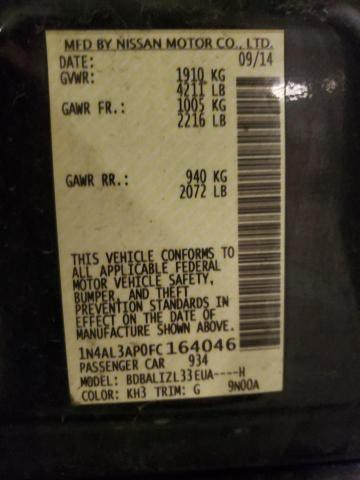 MFD BY NISSAN MOTOR CO., LTD.
DATE: 09/14
GVWR: 1910 KG
4211 LB
GAWR FR.: 1005 KG
2216 LB
GAWR RR.: 940 KG
2072 LB
THIS VEHICLE CONFORMS TO
ALL APPLICABLE FEDERAL
MOTOR VEHICLE SAFETY,
BUMPER, AND THEFT
PREVENTION STANDARDS IN
EFFECT ON THE DATE OF
MANUFACTURE SHOWN ABOVE.
1N4AL3AP0FC164046
PASSENGER CAR 934
MODEL: BDBALIZL33EUA----H
COLOR: KH3 TRIM: G 9N00A